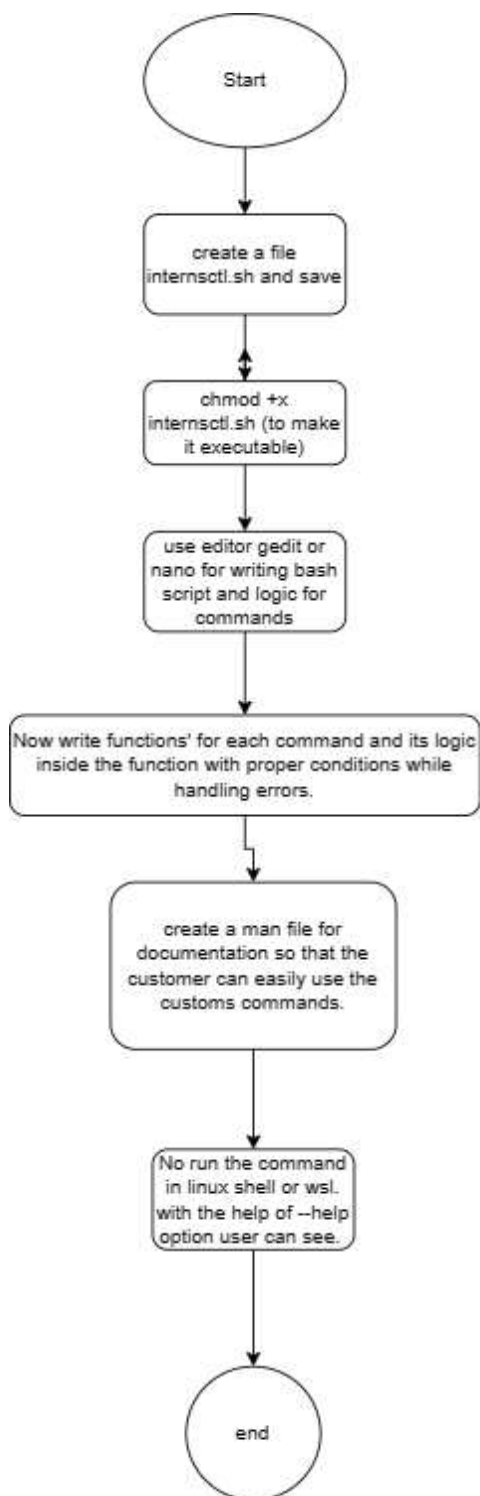 Start
create a file
internsctl.sh and save
chmod +x
internsctl.sh (to make
it executable)
use editor gedit or
nano for writing bash
script and logic for
commands
Now write functions' for each command and its logic
inside the function with proper conditions while
handling errors.
create a man file for
documentation so that the
customer can easily use the
customs commands.
No run the command
in linux shell or wsl.
with the help of --help
option user can see.
end